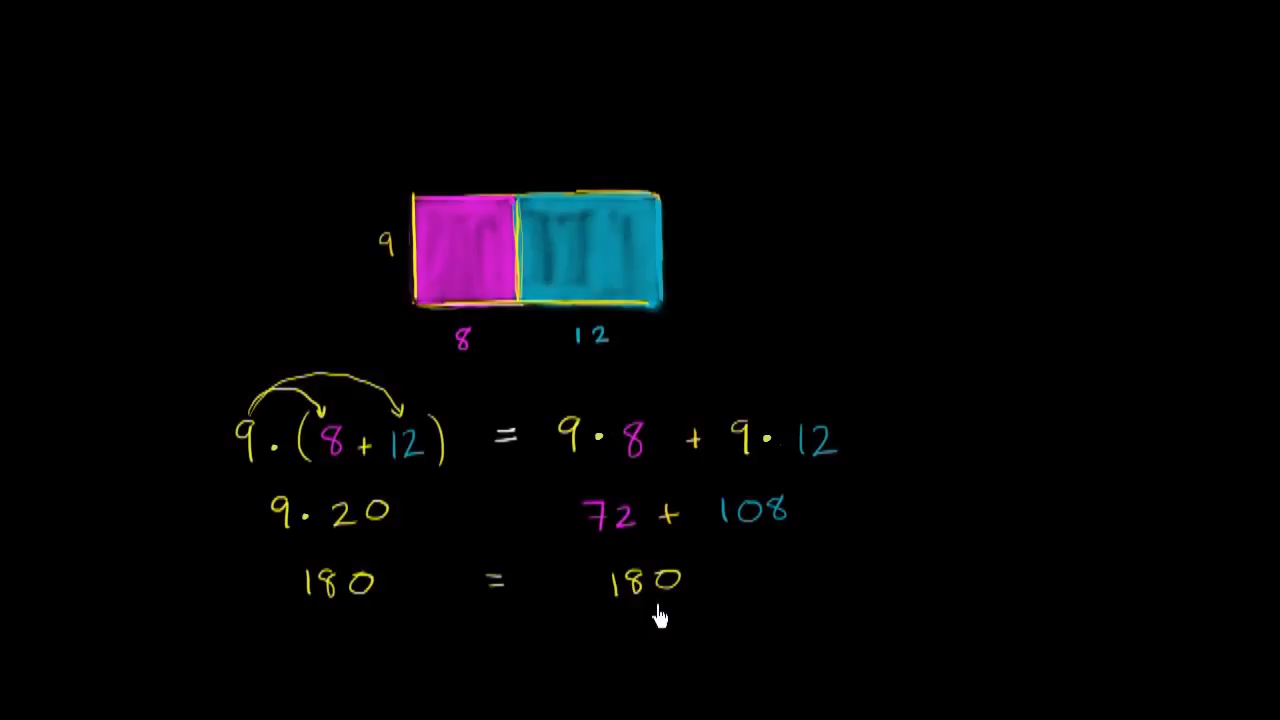 9
8 12
9 · (8 + 12) = 9 · 8 + 9 · 12
9 · 20 72 + 108
180 = 180